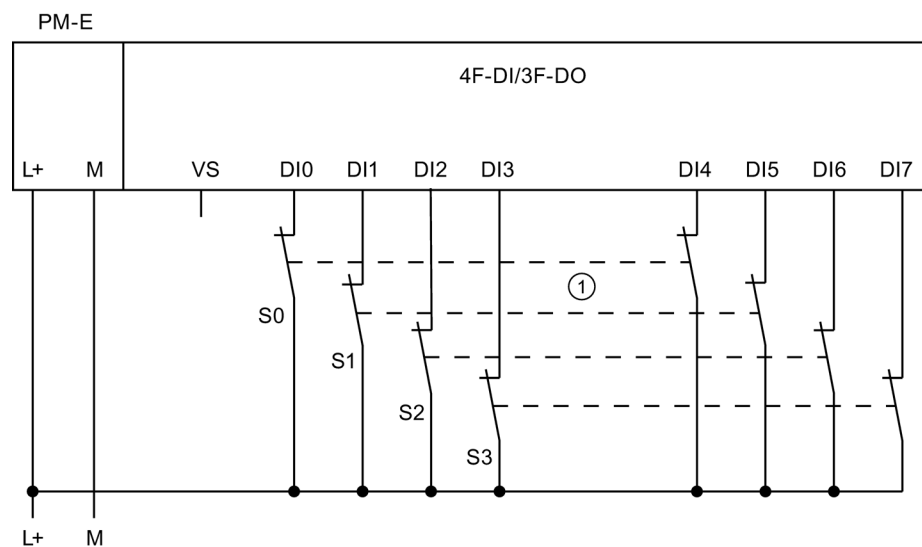 PM-E
4F-DI/3F-DO
L+ M VS DI0 DI1 DI2 DI3 DI4 DI5 DI6 DI7
1
S0
S1
S2
S3
L+ M